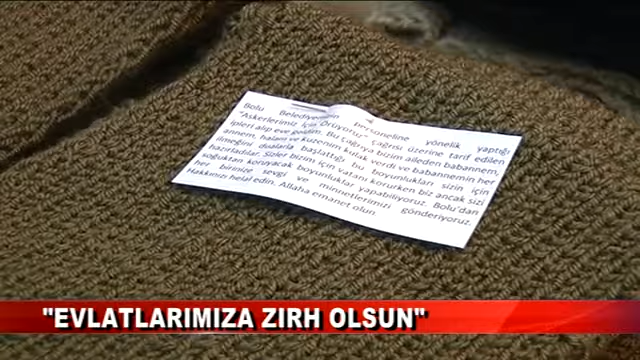 Bolu Belediyemizin personeline yönelik yaptığı
"Askerlerimiz İçin Örüyoruz" çağrısı üzerine tarif edilen
ipleri alıp eve geldim. Bu çağrıya bizim aileden babannem,
annem, halam ve kuzenim kulak verdi ve babannemin her
ilmeğini dualarla başlattığı bu boyunlukları sizin için
hazırladılar. Sizler bizim için vatanı korurken biz ancak sizi
soğuktan koruyacak boyunluklar yapabiliyoruz. Bolu'dan
her birinize sevgi ve minnetlerimizi gönderiyoruz.
Hakkınızı helal edin. Allaha emanet olun
"EVLATLARIMIZA ZIRH OLSUN"